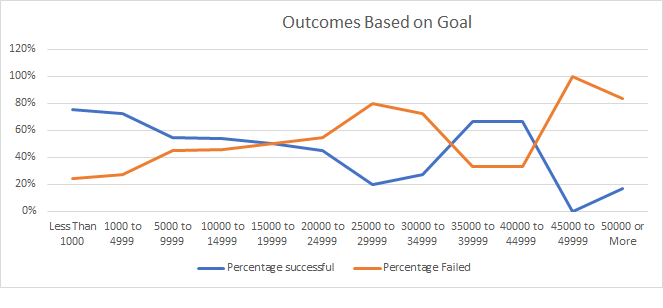 Outcomes Based on Goal
120%
100%
80%
60%
40%
20%
0%
Less Than 1000 to 5000 to 10000 to 15000 to 20000 to 25000 to 30000 to 35000 to 40000 to 45000 to 50000 or
1000 4999 9999 14999 19999 24999 29999 34999 39999 44999 49999 More
Percentage successful Percentage Failed